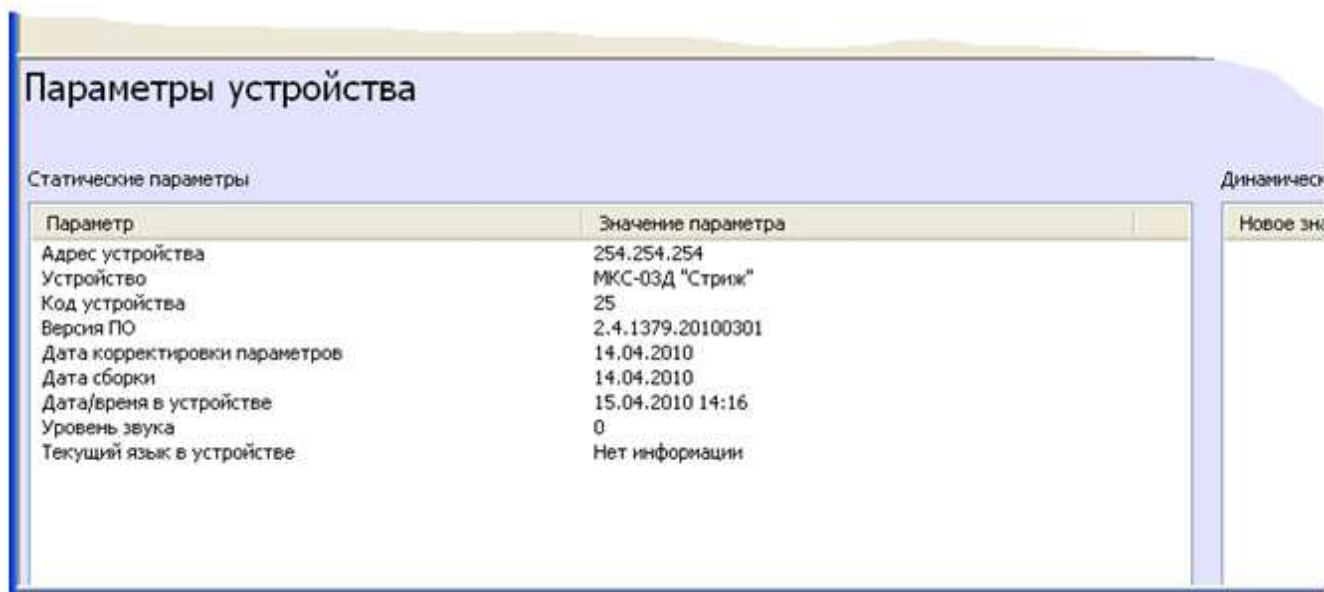 Параметры устройства
Статические параметры
Параметр Значение параметра
Адрес устройства 254.254.254
Устройство МКС-03Д "Стриж"
Код устройства 25
Версия ПО 2.4.1379.20100301
Дата корректировки параметров 14.04.2010
Дата сборки 14.04.2010
Дата/время в устройстве 15.04.2010 14:16
Уровень звука 0
Текущий язык в устройстве Нет информации
Динамическ
Новое зна